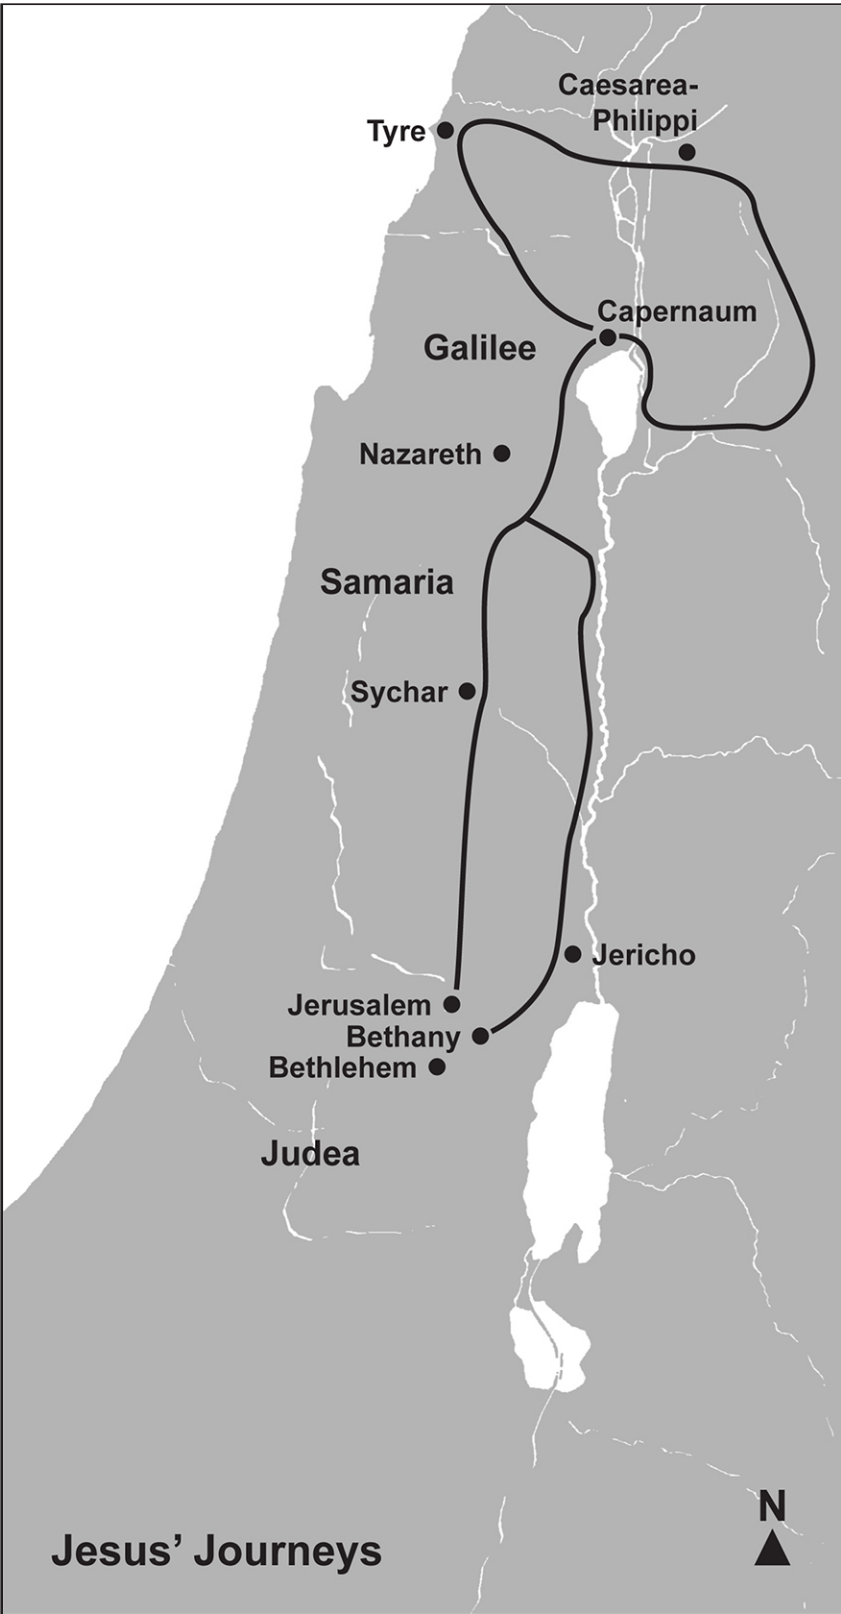 Caesarea-
Philippi
Tyre
Capernaum
Galilee
Nazareth
Samaria
Sychar
Jericho
Jerusalem
Bethany
Bethlehem
Judea
N
Jesus’ Journeys